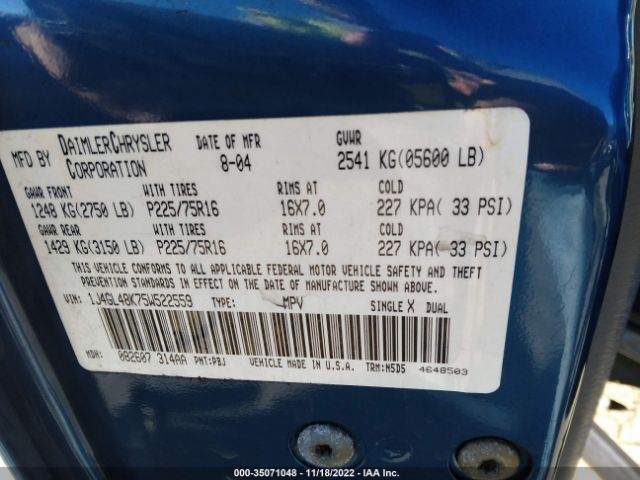 MFD BY DAIMLERCHRYSLER CORPORATION DATE OF MFR 8-04 GVWR 2541 KG(05600 LB)
GAWR FRONT WITH TIRES RIMS AT COLD
1248 KG(2750 LB) P225/75R16 16X7.0 227 KPA( 33 PSI)
GAWR REAR WITH TIRES RIMS AT COLD
1429 KG(3150 LB) P225/75R16 16X7.0 227 KPA( 33 PSI)
THIS VEHICLE CONFORMS TO ALL APPLICABLE FEDERAL MOTOR VEHICLE SAFETY AND THEFT
PREVENTION STANDARDS IN EFFECT ON THE DATE OF MANUFACTURE SHOWN ABOVE.
VIN: 1J4GL48K75W522559 TYPE: MPV SINGLE X DUAL
MDH: 082607 314AA PNT:PBJ VEHICLE MADE IN U.S.A. TRM:N5D5 4648503
000-35071048 - 11/18/2022 - IAA Inc.